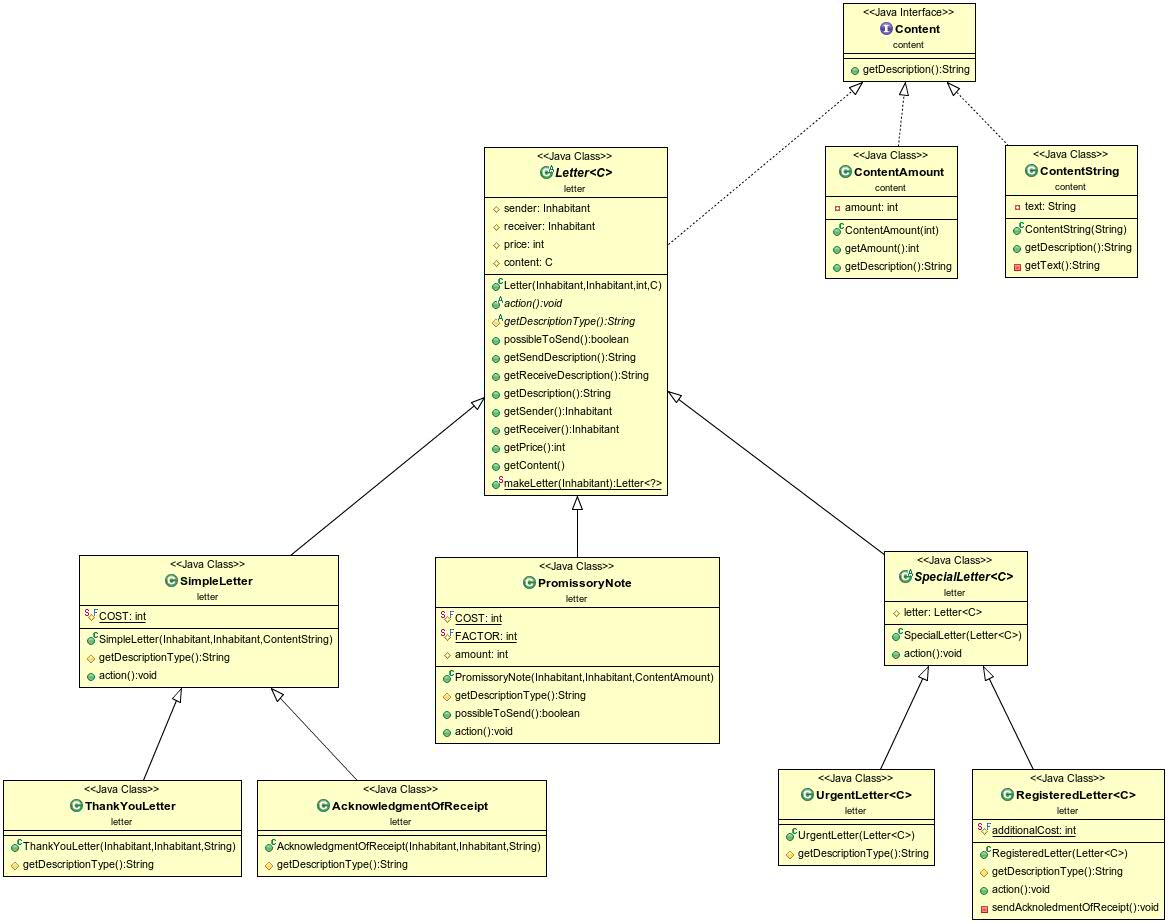 <<Java Interface>>
Content
content
getDescription():String
<<Java Class>>
Letter<C>
letter
sender: Inhabitant
receiver: Inhabitant
price: int
content: C
Letter(Inhabitant,Inhabitant,int,C)
action():void
getDescriptionType():String
possibleToSend():boolean
getSendDescription():String
getReceiveDescription():String
getDescription():String
getSender():Inhabitant
getReceiver():Inhabitant
getPrice():int
getContent()
makeLetter(Inhabitant):Letter<?>
<<Java Class>>
ContentAmount
content
amount: int
ContentAmount(int)
getAmount():int
getDescription():String
<<Java Class>>
ContentString
content
text: String
ContentString(String)
getDescription():String
getText():String
<<Java Class>>
SimpleLetter
letter
COST: int
SimpleLetter(Inhabitant,Inhabitant,ContentString)
getDescriptionType():String
action():void
<<Java Class>>
PromissoryNote
letter
COST: int
FACTOR: int
amount: int
PromissoryNote(Inhabitant,Inhabitant,ContentAmount)
getDescriptionType():String
possibleToSend():boolean
action():void
<<Java Class>>
SpecialLetter<C>
letter
letter: Letter<C>
SpecialLetter(Letter<C>)
action():void
<<Java Class>>
ThankYouLetter
letter
ThankYouLetter(Inhabitant,Inhabitant,String)
getDescriptionType():String
<<Java Class>>
AcknowledgmentOfReceipt
letter
AcknowledgmentOfReceipt(Inhabitant,Inhabitant,String)
getDescriptionType():String
<<Java Class>>
UrgentLetter<C>
letter
UrgentLetter(Letter<C>)
getDescriptionType():String
<<Java Class>>
RegisteredLetter<C>
letter
additionalCost: int
RegisteredLetter(Letter<C>)
getDescriptionType():String
action():void
sendAcknoledmentOfReceipt():void